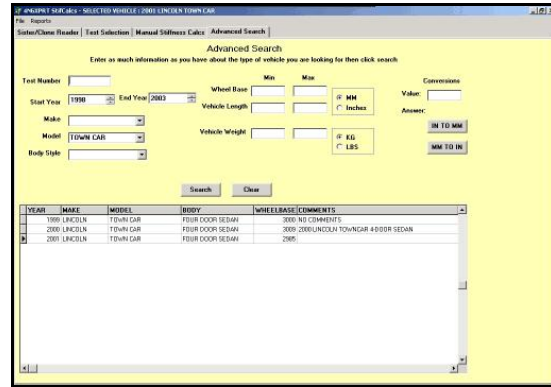 4N6XPRT StifCalcs - SELECTED VEHICLE : 2001 LINCOLN TOWN CAR
File Reports
Sister/Clone Reader Test Selection Manual Stiffness Calcs Advanced Search
Advanced Search
Enter as much information as you have about the type of vehicle you are looking for then click search
Min Max Conversions
Test Number Wheel Base MM Value:
Start Year 1998 End Year 2003 Vehicle Length Inches Answer:
Make IN TO MM
Model TOWN CAR Vehicle Weight KG
Body Style LBS MM TO IN
Search Clear
YEAR MAKE MODEL BODY WHEELBASE COMMENTS
1999 LINCOLN TOWN CAR FOUR DOOR SEDAN 3000 NO COMMENTS
2000 LINCOLN TOWN CAR FOUR DOOR SEDAN 3009 2000 LINCOLN TOWNCAR 4-DOOR SEDAN
2001 LINCOLN TOWN CAR FOUR DOOR SEDAN 2985